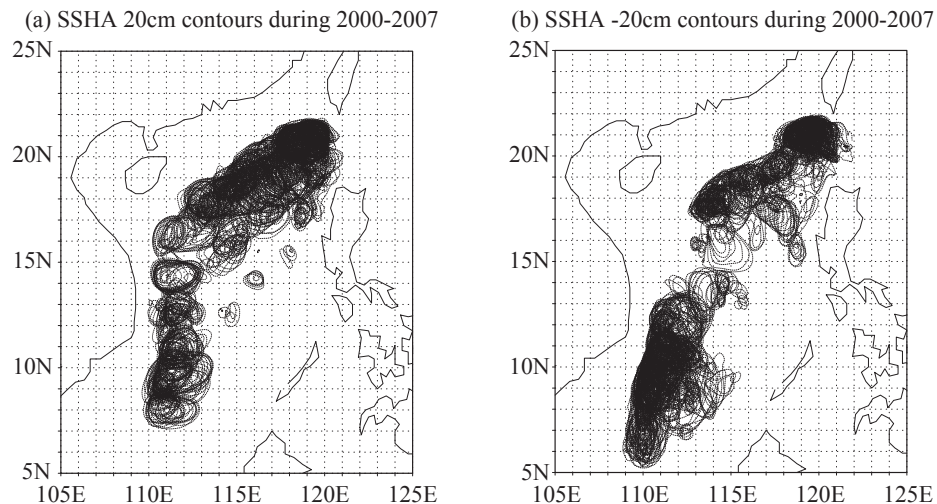 (a) SSHA 20cm contours during 2000-2007
25N
20N
15N
10N
5N
105E 110E 115E 120E 125E
(b) SSHA -20cm contours during 2000-2007
25N
20N
15N
10N
5N
105E 110E 115E 120E 125E